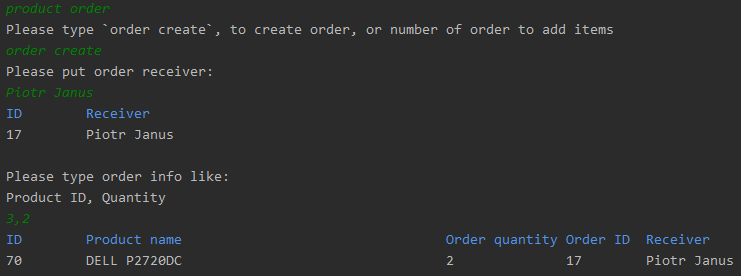 product order
Please type `order create`, to create order, or number of order to add items
order create
Please put order receiver:
Piotr Janus
ID Receiver
17 Piotr Janus
Please type order info like:
Product ID, Quantity
3,2
ID Product name Order quantity Order ID Receiver
70 DELL P2720DC 2 17 Piotr Janus